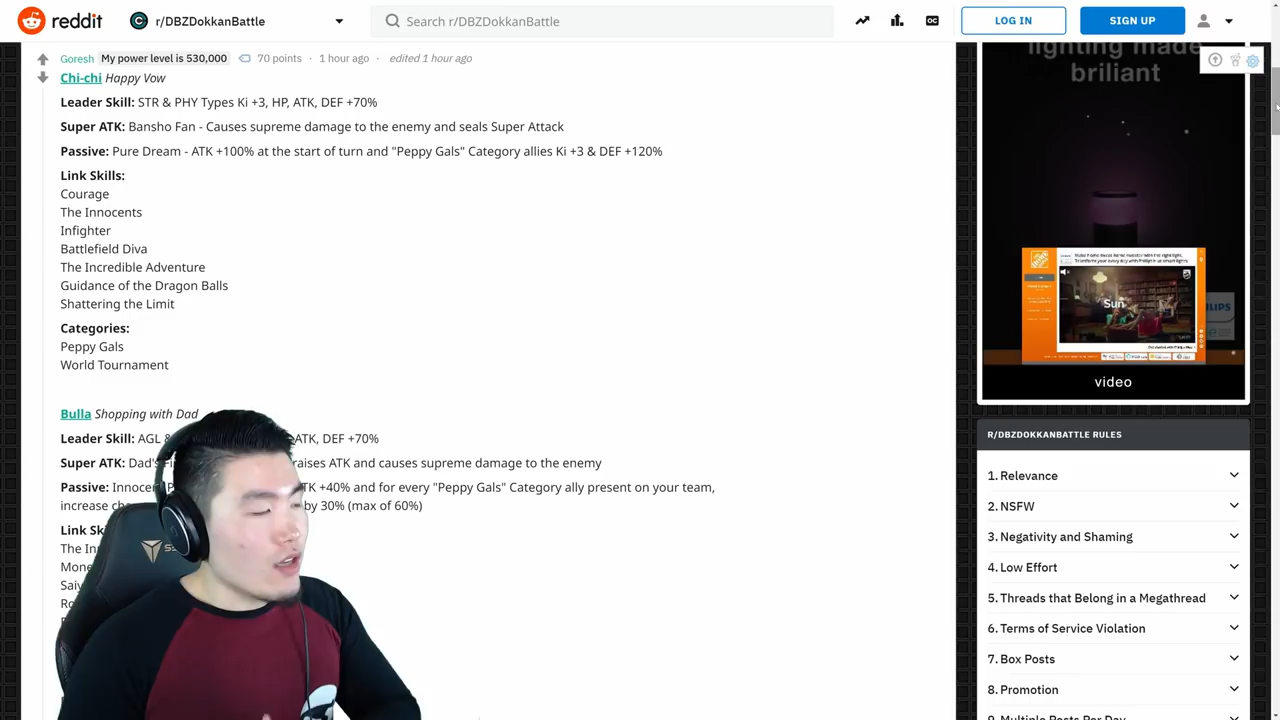 reddit
r/DBZDokkanBattle
Search r/DBZDokkanBattle
LOG IN
SIGN UP
Goresh My power level is 530,000 70 points · 1 hour ago · edited 1 hour ago
Chi-chi Happy Vow
Leader Skill: STR & PHY Types Ki +3, HP, ATK, DEF +70%
Super ATK: Bansho Fan - Causes supreme damage to the enemy and seals Super Attack
Passive: Pure Dream - ATK +100% at the start of turn and "Peppy Gals" Category allies Ki +3 & DEF +120%
Link Skills:
Courage
The Innocents
Infighter
Battlefield Diva
The Incredible Adventure
Guidance of the Dragon Balls
Shattering the Limit
Categories:
Peppy Gals
World Tournament
Bulla Shopping with Dad
Leader Skill: AGL & ATK, DEF +70%
Super ATK: Dad's raises ATK and causes supreme damage to the enemy
Passive: ATK +40% and for every "Peppy Gals" Category ally present on your team,
increase by 30% (max of 60%)
Link
The
lighting made
briliant
Sun
video
R/DBZDOKKANBATTLE RULES
1. Relevance
2. NSFW
3. Negativity and Shaming
4. Low Effort
5. Threads that Belong in a Megathread
6. Terms of Service Violation
7. Box Posts
8. Promotion
9. Multiple Posts Per Day